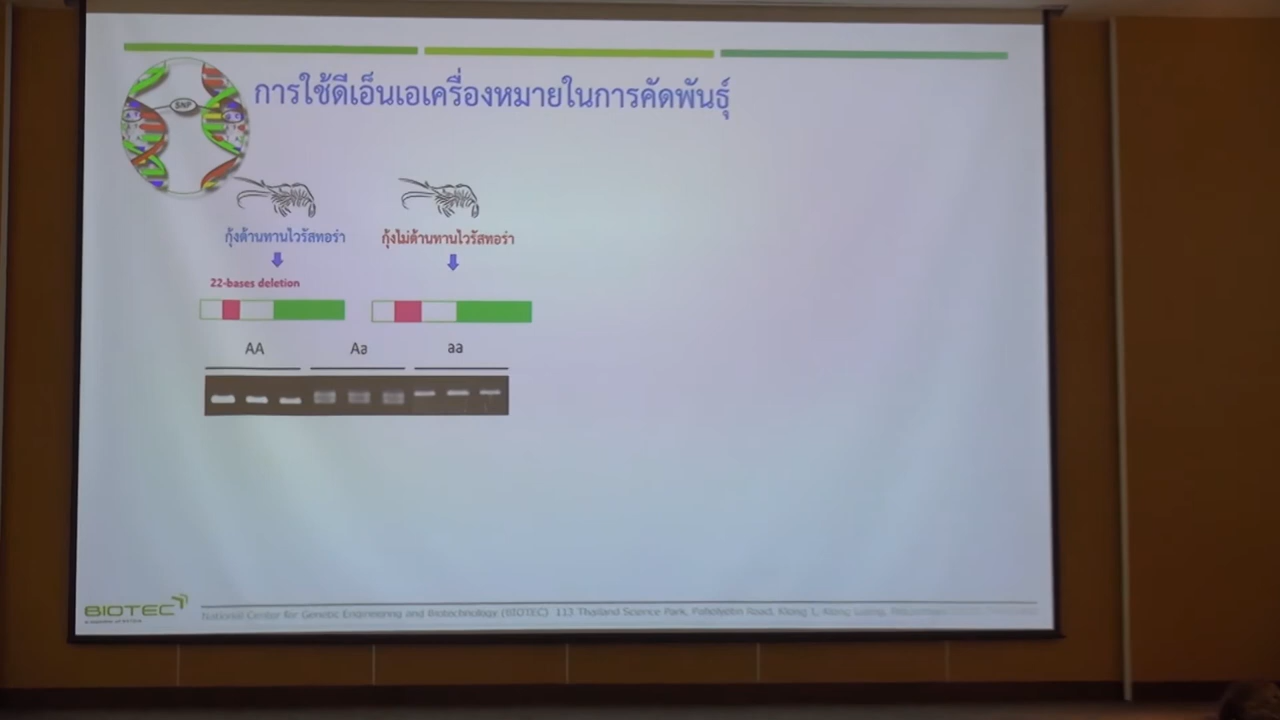 การใช้ดีเอ็นเอเครื่องหมายในการคัดพันธุ์
SNP
กุ้งต้านทานไวรัสทอร่า
กุ้งไม่ต้านทานไวรัสทอร่า
22-bases deletion
AA
Aa
aa
BIOTEC
National Center for Genetic Engineering and Biotechnology (BIOTEC) 113 Thailand Science Park, Paholyotin Road, Klong 1, Klong Luang,